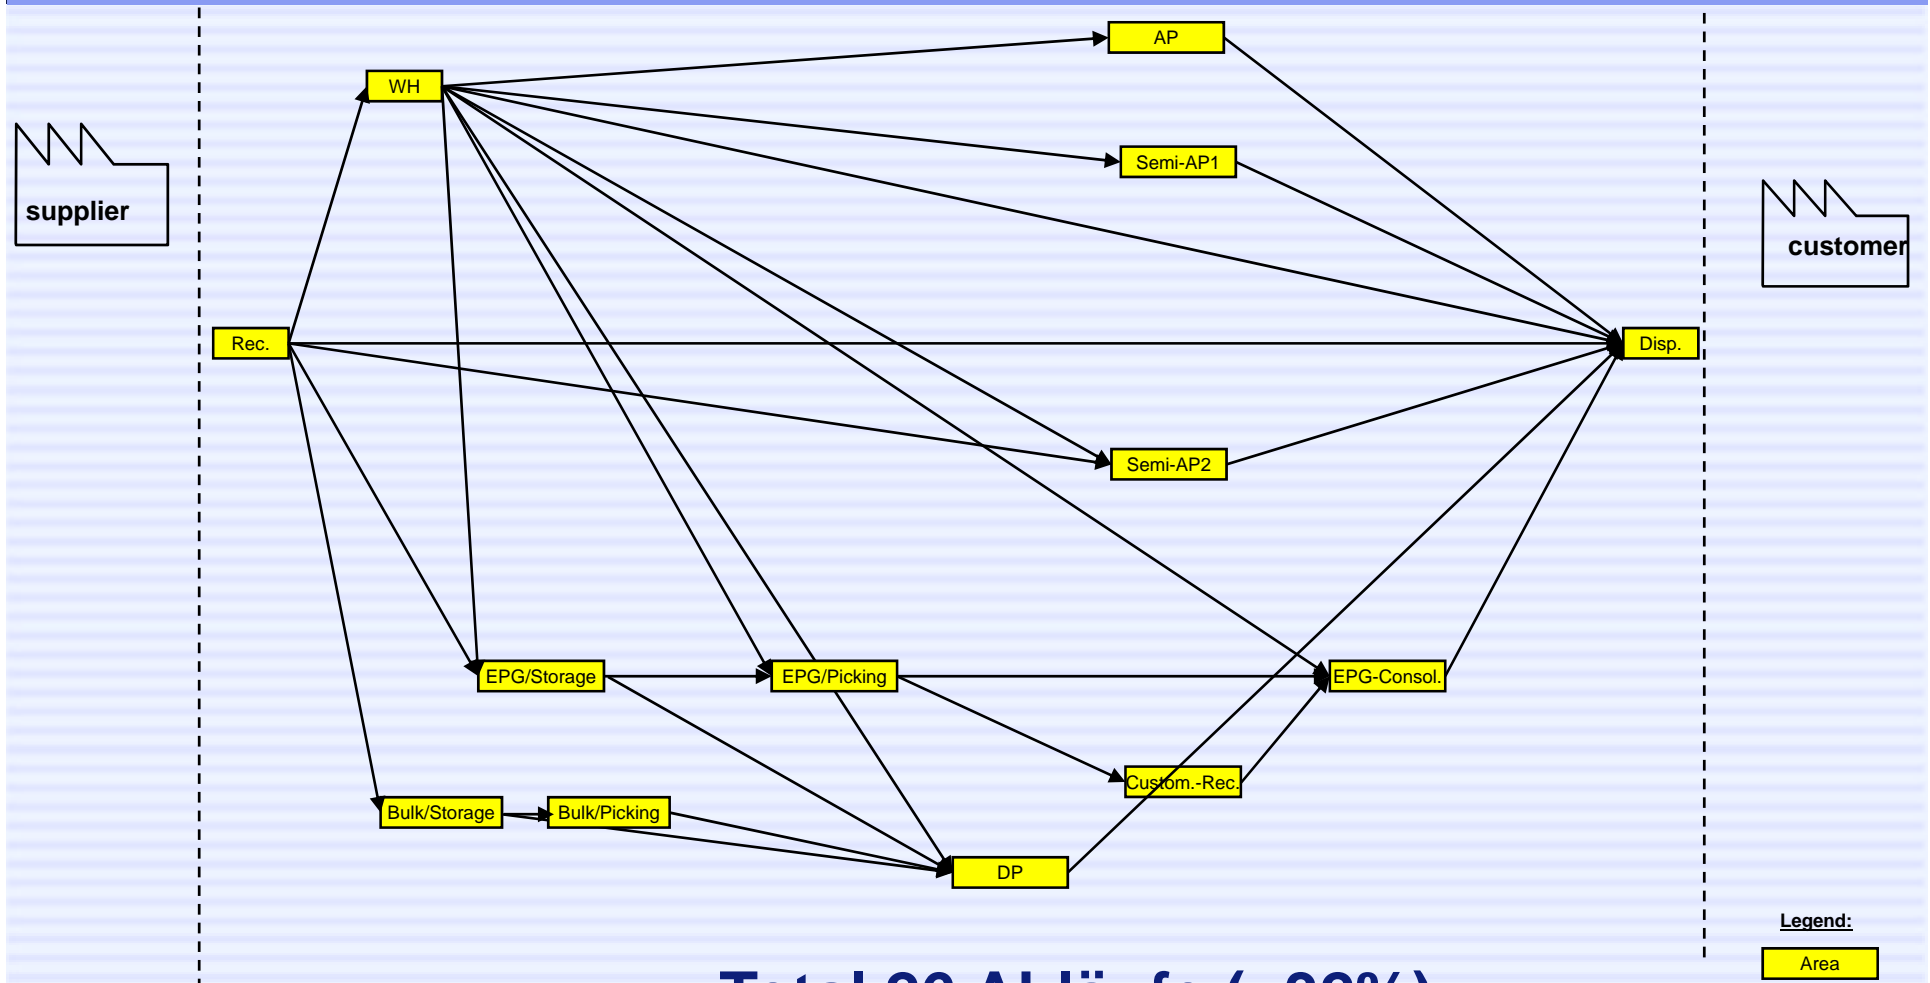 AP
WH
Semi-AP1
supplier
customer
Rec.
Disp.
Semi-AP2
EPG/Storage
EPG/Picking
EPG-Consol.
Custom.-Rec.
Bulk/Storage
Bulk/Picking
DP
Legend:
Area
Total